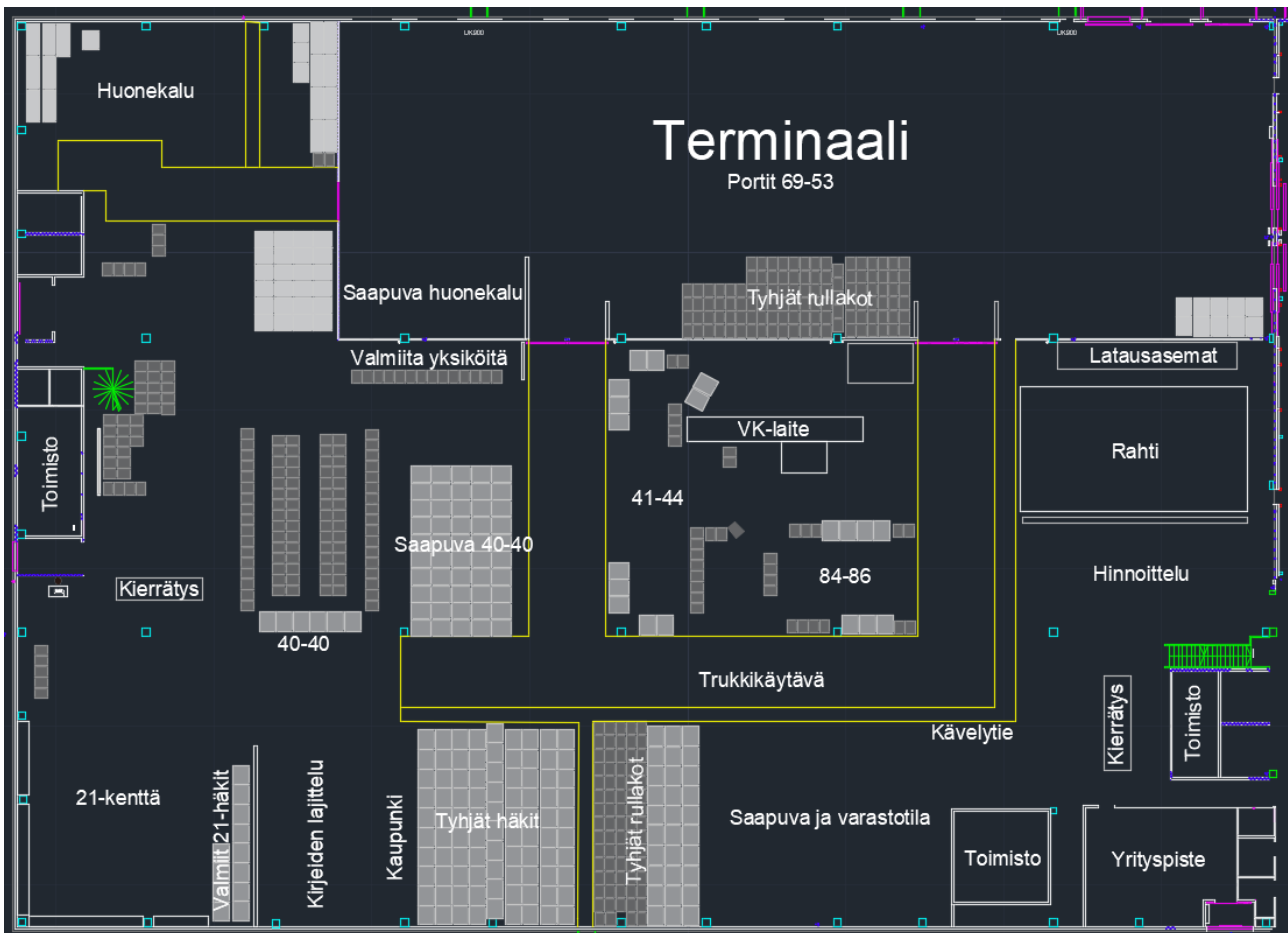 UK900
UK900
Huonekalu
Terminaali
Portit 69-53
Saapuva huonekalu
Tyhjät rullakot
Valmiita yksiköitä
Latausasemat
VK-laite
Rahti
Toimisto
41-44
Saapuva 40-40
84-86
Hinnoittelu
Kierrätys
40-40
Trukkikäytävä
Kävelytie
Kierrätys
Toimisto
21-kenttä
Valmiit 21-häkit
Kirjeiden lajittelu
Kaupunki
Tyhjät häkit
Tyhjät rullakot
Saapuva ja varastotila
Toimisto
Yrityspiste